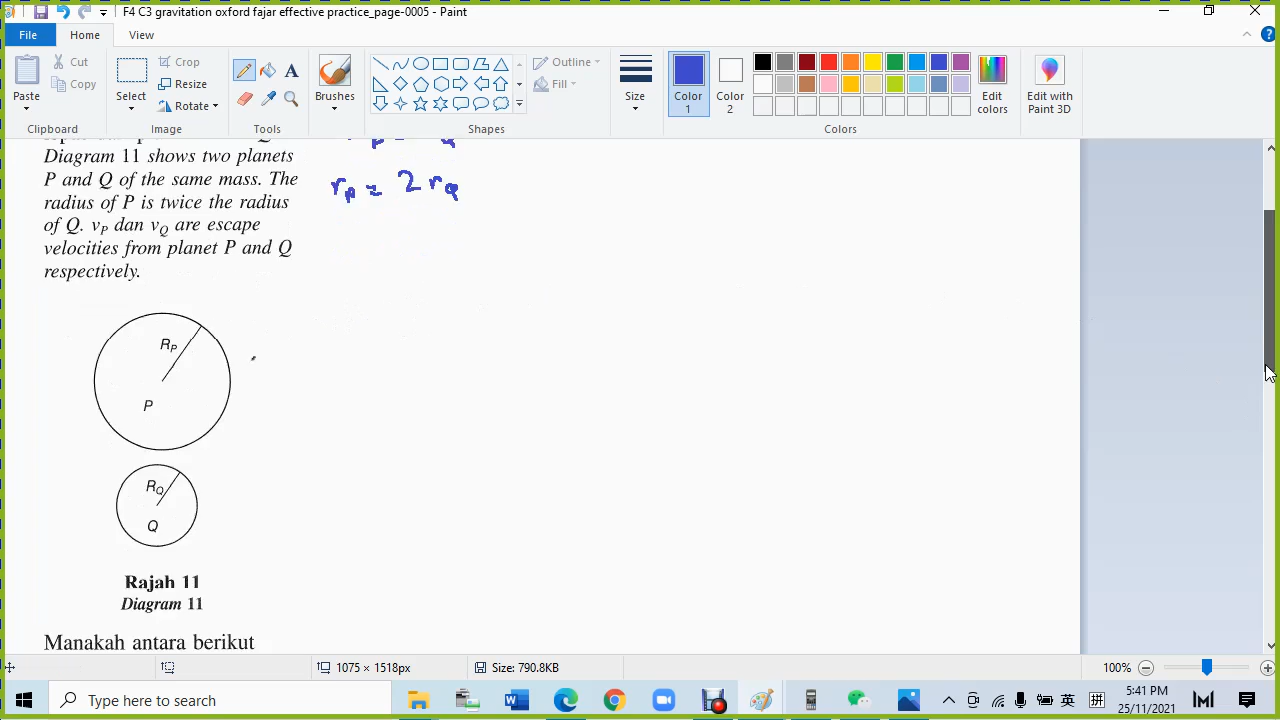 F4 C3 gravitation oxford fajar effective practice_page-0005 - Paint
File
Home
View
Paste
Cut
Copy
Clipboard
Select
Crop
Resize
Rotate
Image
A
Tools
Brushes
Shapes
Outline
Fill
Size
Color 1
Color 2
Colors
Edit colors
Edit with Paint 3D
Diagram 11 shows two planets
P and Q of the same mass. The
radius of P is twice the radius
of Q. vP dan vQ are escape
velocities from planet P and Q
respectively.
rP = 2 rQ
RP
P
RQ
Q
Rajah 11
Diagram 11
Manakah antara berikut
1075 × 1518px
Size: 790.8KB
100%
Type here to search
英
拼
5:41 PM
25/11/2021